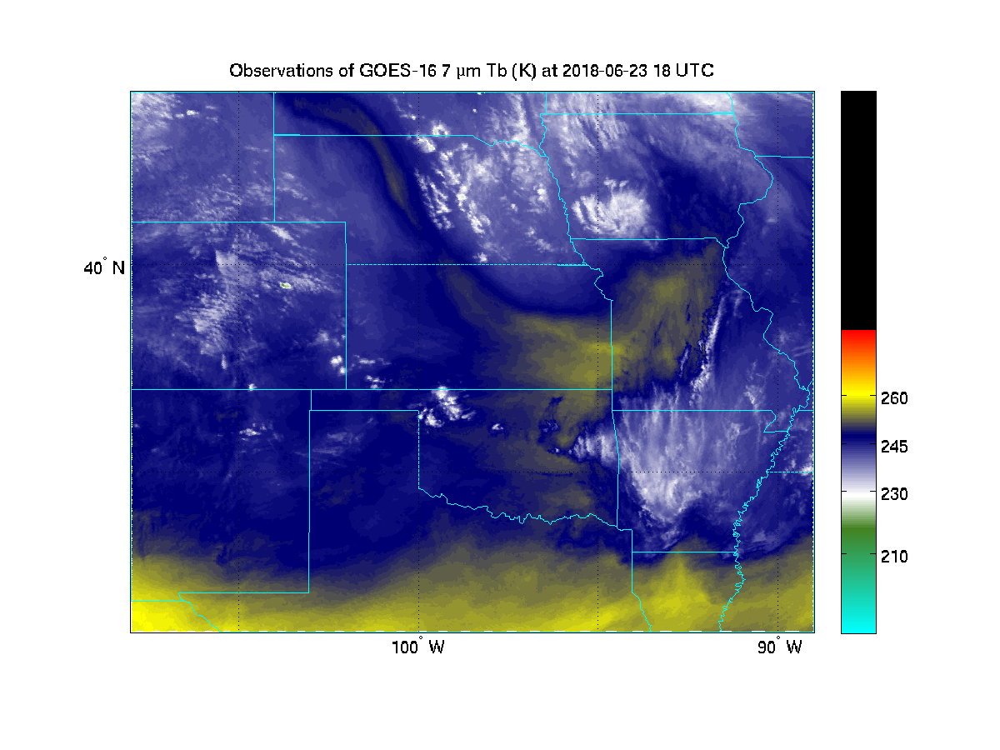 Observations of GOES-16 7 µm Tb (K) at 2018-06-23 18 UTC
40° N
260
245
230
210
100° W
90° W